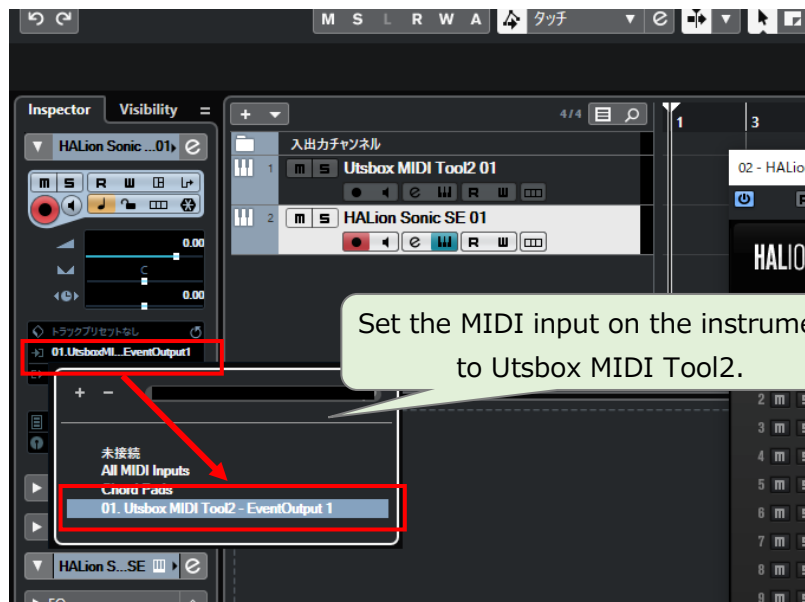 M S L R W A タッチ
Inspector Visibility
4/4
1
3
HALion Sonic ...01
入出力チャンネル
1 m s Utsbox MIDI Tool2 01
R W
02 - HALio
m s R W
2 m s HALion Sonic SE 01
R W
HALIO
0.00
C
0.00
トラックプリセットなし
01.UtsboxMI...EventOutput1
Set the MIDI input on the instrume
to Utsbox MIDI Tool2.
+ −
未接続
All MIDI Inputs
Chord Pads
01. Utsbox MIDI Tool2 - EventOutput 1
2 m s
3 m s
4 m s
5 m s
6 m s
7 m s
8 m s
9 m s
HALion S...SE
EQ